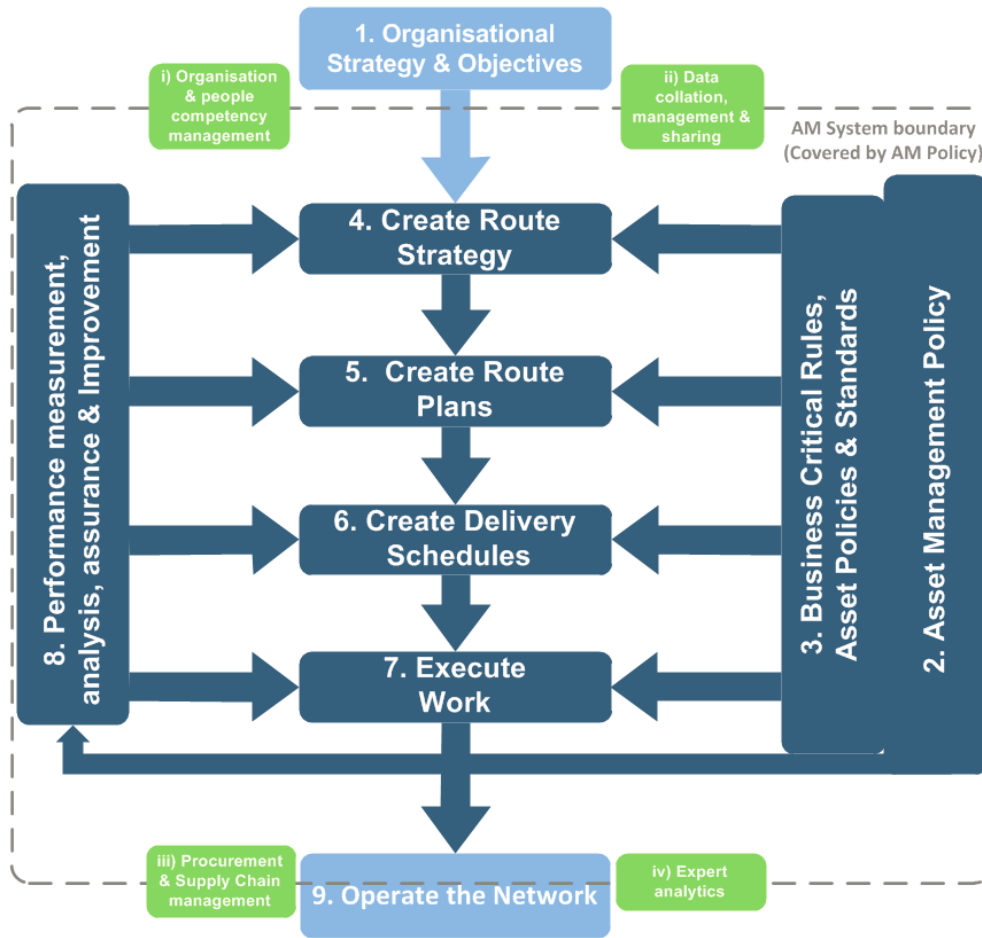 1. Organisational
Strategy & Objectives
i) Organisation
& people
competency
management
ii) Data
collation,
management &
sharing
AM System boundary
(Covered by AM Policy)
4. Create Route
Strategy
5. Create Route
Plans
6. Create Delivery
Schedules
7. Execute
Work
8. Performance measurement,
analysis, assurance & Improvement
3. Business Critical Rules,
Asset Policies & Standards
2. Asset Management Policy
iii) Procurement
& Supply Chain
management
9. Operate the Network
iv) Expert
analytics